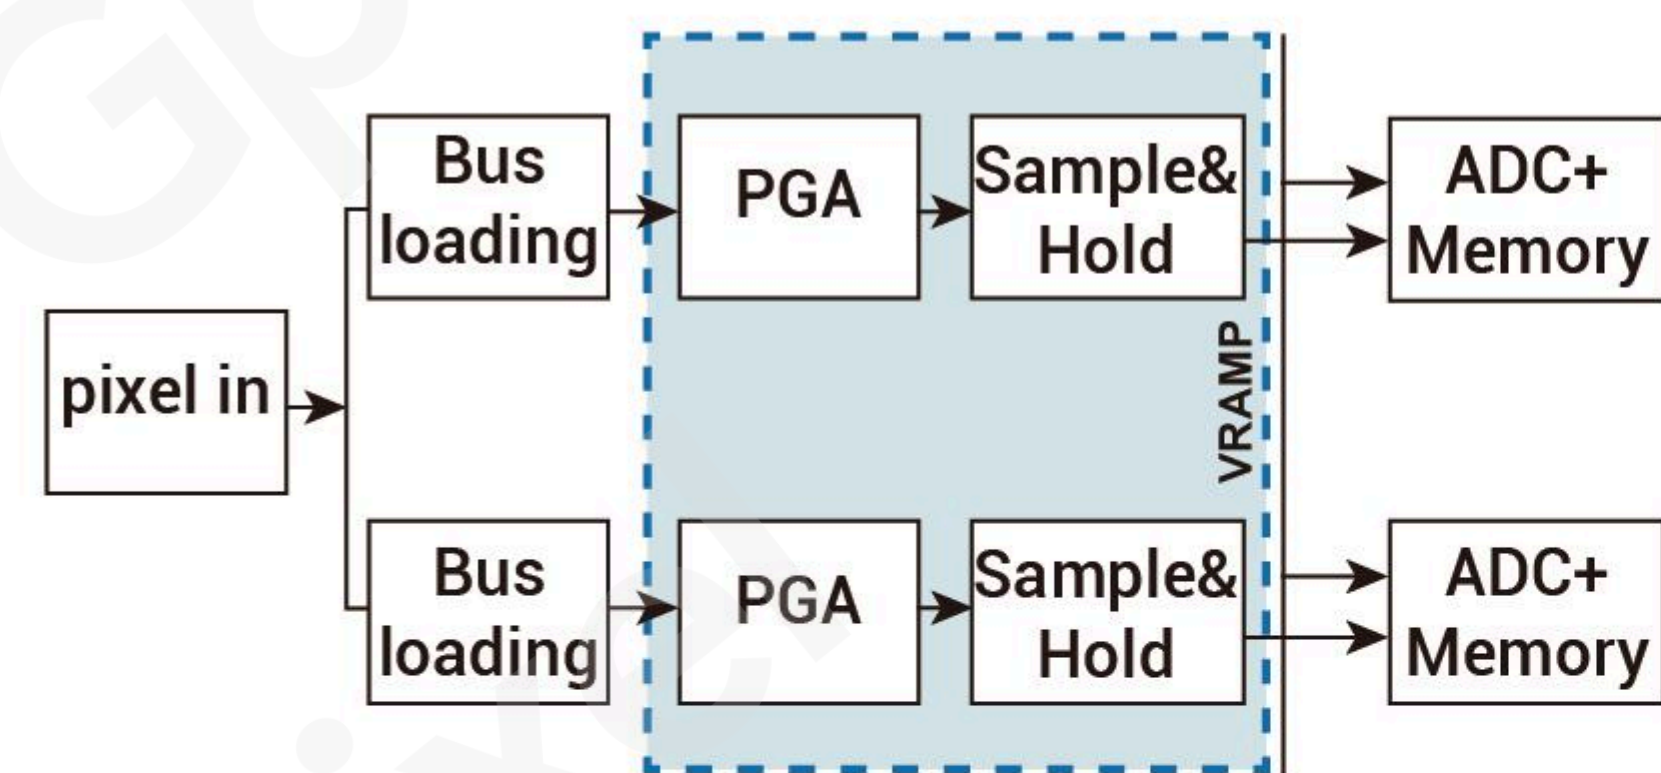 Bus
loading
PGA
Sample&
Hold
ADC+
Memory
pixel in
VRAMP
Bus
loading
PGA
Sample&
Hold
ADC+
Memory